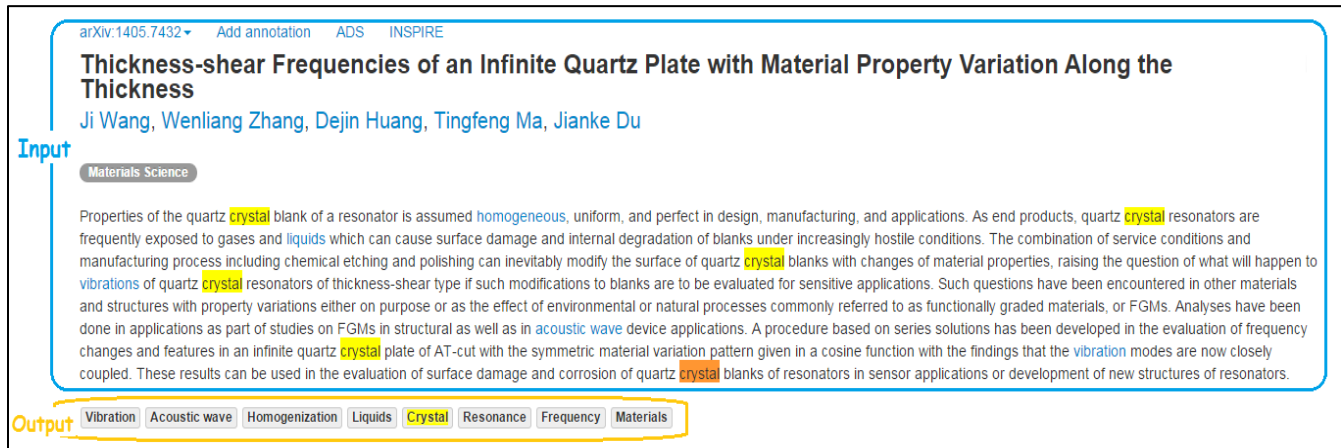 arXiv:1405.7432 Add annotation ADS INSPIRE
Thickness-shear Frequencies of an Infinite Quartz Plate with Material Property Variation Along the
Thickness
Ji Wang, Wenliang Zhang, Dejin Huang, Tingfeng Ma, Jianke Du
Input
Materials Science
Properties of the quartz crystal blank of a resonator is assumed homogeneous, uniform, and perfect in design, manufacturing, and applications. As end products, quartz crystal resonators are
frequently exposed to gases and liquids which can cause surface damage and internal degradation of blanks under increasingly hostile conditions. The combination of service conditions and
manufacturing process including chemical etching and polishing can inevitably modify the surface of quartz crystal blanks with changes of material properties, raising the question of what will happen to
vibrations of quartz crystal resonators of thickness-shear type if such modifications to blanks are to be evaluated for sensitive applications. Such questions have been encountered in other materials
and structures with property variations either on purpose or as the effect of environmental or natural processes commonly referred to as functionally graded materials, or FGMs. Analyses have been
done in applications as part of studies on FGMs in structural as well as in acoustic wave device applications. A procedure based on series solutions has been developed in the evaluation of frequency
changes and features in an infinite quartz crystal plate of AT-cut with the symmetric material variation pattern given in a cosine function with the findings that the vibration modes are now closely
coupled. These results can be used in the evaluation of surface damage and corrosion of quartz crystal blanks of resonators in sensor applications or development of new structures of resonators.
Output Vibration Acoustic wave Homogenization Liquids Crystal Resonance Frequency Materials